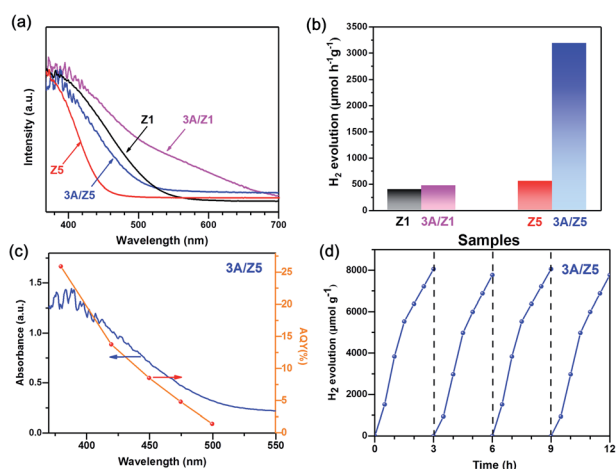 (a)
Intensity (a.u.)
Z5
3A/Z5
Z1
3A/Z1
400 500 600 700
Wavelength (nm)
(b)
H2 evolution (μmol h-1g-1)
3500
3000
2500
2000
1500
1000
500
0
Z1 3A/Z1 Z5 3A/Z5
Samples
(c)
3A/Z5
Absorbance (a.u.)
1.5
1.0
0.5
0.0
AQY(%)
25
20
15
10
5
0
400 450 500 550
Wavelength (nm)
(d)
3A/Z5
H2 evolution (μmol g-1)
8000
6000
4000
2000
0
0 3 6 9 12
Time (h)